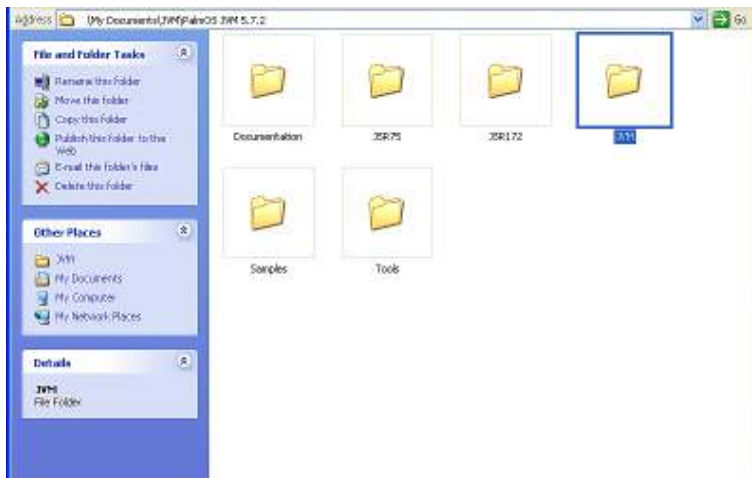 Address \My Documents\JVM\PalmOS JVM 5.7.2 Go
File and Folder Tasks
Rename this folder
Move this folder
Copy this folder
Publish this folder to the
Web
E-mail this folder's files
Delete this folder
Other Places
JVM
My Documents
My Computer
My Network Places
Details
JVM
File Folder
Documentation JSR75 JSR172 JVM
Samples Tools